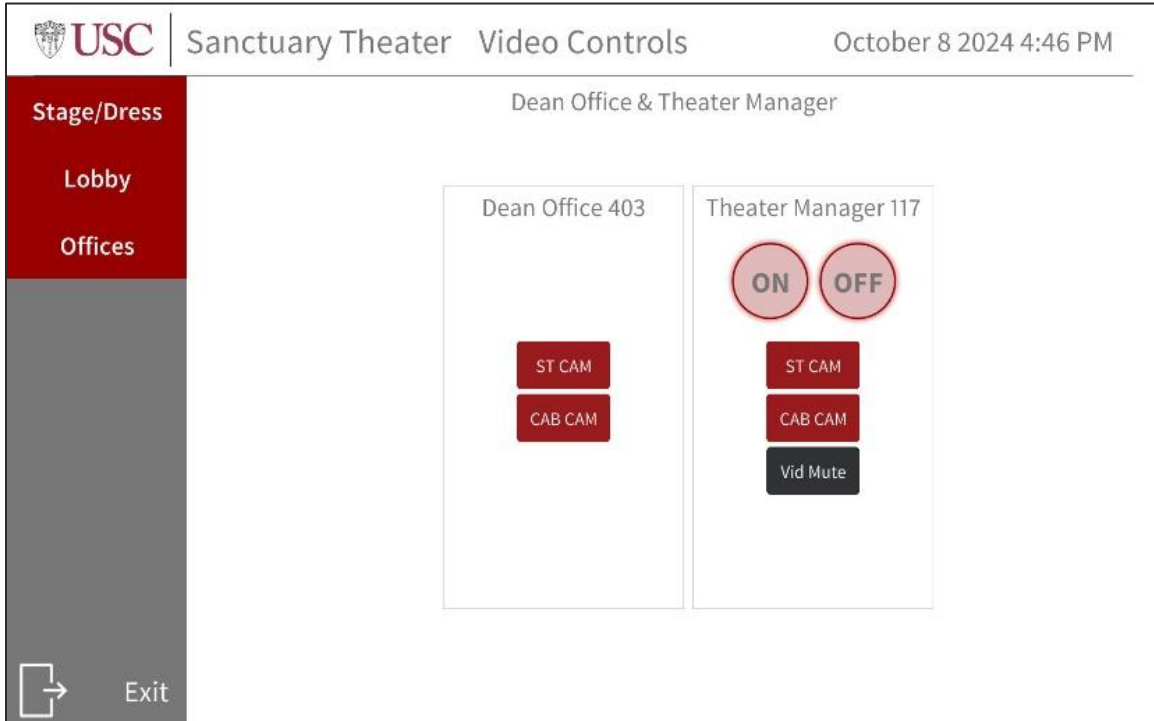 USC Sanctuary Theater Video Controls October 8 2024 4:46 PM
Stage/Dress
Lobby
Offices
Exit
Dean Office & Theater Manager
Dean Office 403
ST CAM
CAB CAM
Theater Manager 117
ON OFF
ST CAM
CAB CAM
Vid Mute